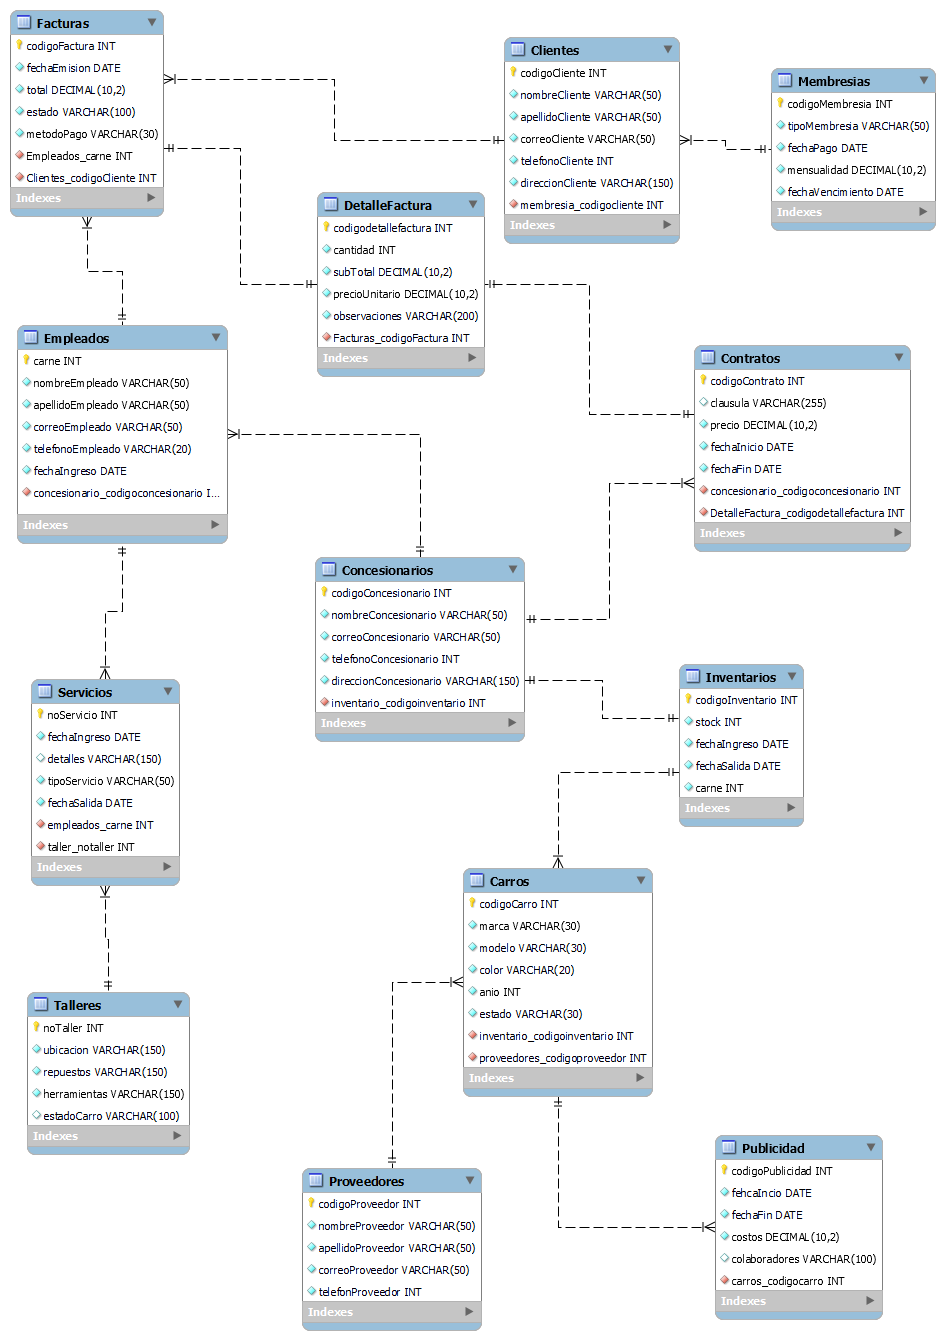 Facturas
codigoFactura INT
fechaEmision DATE
total DECIMAL(10,2)
estado VARCHAR(100)
metodoPago VARCHAR(30)
Empleados_carne INT
Clientes_codigoCliente INT
Indexes
Clientes
codigoCliente INT
nombreCliente VARCHAR(50)
apellidoCliente VARCHAR(50)
correoCliente VARCHAR(50)
telefonoCliente INT
direccionCliente VARCHAR(150)
membresia_codigocliente INT
Indexes
Membresias
codigoMembresia INT
tipoMembresia VARCHAR(50)
fechaPago DATE
mensualidad DECIMAL(10,2)
fechaVencimiento DATE
Indexes
DetalleFactura
codigodetallefactura INT
cantidad INT
subTotal DECIMAL(10,2)
precioUnitario DECIMAL(10,2)
observaciones VARCHAR(200)
Facturas_codigoFactura INT
Indexes
Empleados
carne INT
nombreEmpleado VARCHAR(50)
apellidoEmpleado VARCHAR(50)
correoEmpleado VARCHAR(50)
telefonoEmpleado VARCHAR(20)
fechaIngreso DATE
concesionario_codigoconcesionario I...
Indexes
Contratos
codigoContrato INT
clausula VARCHAR(255)
precio DECIMAL(10,2)
fechaInicio DATE
fechaFin DATE
concesionario_codigoconcesionario INT
DetalleFactura_codigodetallefactura INT
Indexes
Concesionarios
codigoConcesionario INT
nombreConcesionario VARCHAR(50)
correoConcesionario VARCHAR(50)
telefonoConcesionario INT
direccionConcesionario VARCHAR(150)
inventario_codigoinventario INT
Indexes
Inventarios
codigoInventario INT
stock INT
fechaIngreso DATE
fechaSalida DATE
carne INT
Indexes
Servicios
noServicio INT
fechaIngreso DATE
detalles VARCHAR(150)
tipoServicio VARCHAR(50)
fechaSalida DATE
empleados_carne INT
taller_notaller INT
Indexes
Carros
codigoCarro INT
marca VARCHAR(30)
modelo VARCHAR(30)
color VARCHAR(20)
anio INT
estado VARCHAR(30)
inventario_codigoinventario INT
proveedores_codigoproveedor INT
Indexes
Talleres
noTaller INT
ubicacion VARCHAR(150)
repuestos VARCHAR(150)
herramientas VARCHAR(150)
estadoCarro VARCHAR(100)
Indexes
Proveedores
codigoProveedor INT
nombreProveedor VARCHAR(50)
apellidoProveedor VARCHAR(50)
correoProveedor VARCHAR(50)
telefonProveedor INT
Indexes
Publicidad
codigoPublicidad INT
fehcaIncio DATE
fechaFin DATE
costos DECIMAL(10,2)
colaboradores VARCHAR(100)
carros_codigocarro INT
Indexes